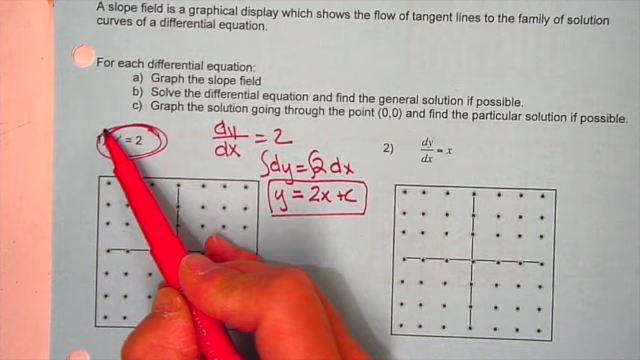 A slope field is a graphical display which shows the flow of tangent lines to the family of solution
curves of a differential equation.
For each differential equation:
a) Graph the slope field
b) Solve the differential equation and find the general solution if possible.
c) Graph the solution going through the point (0,0) and find the particular solution if possible.
= 2
dy/dx = 2
∫dy = ∫2dx
y = 2x + c
2) dy/dx = x